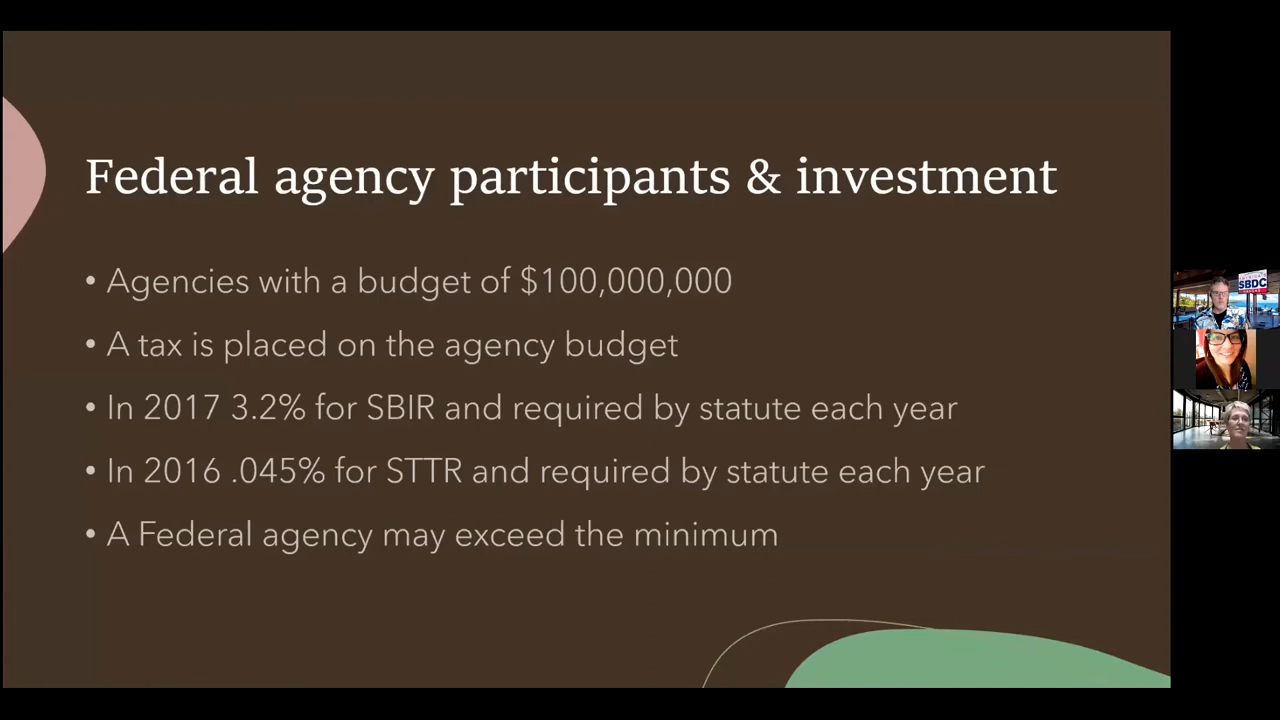 Federal agency participants & investment
• Agencies with a budget of $100,000,000
• A tax is placed on the agency budget
• In 2017 3.2% for SBIR and required by statute each year
• In 2016 .045% for STTR and required by statute each year
• A Federal agency may exceed the minimum
SBDC